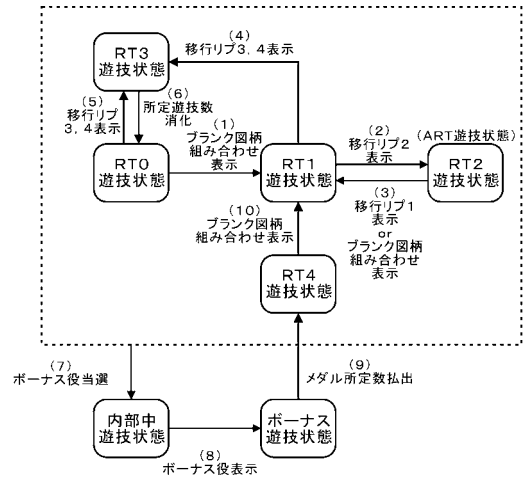 (4)
移行リプ3,4表示
RT3
遊技状態
(5)
移行リプ
3,4表示
(6)
所定遊技数
消化
(1)
ブランク図柄
組み合わせ
表示
(2)
移行リプ2
表示
(ART遊技状態)
RT0
遊技状態
RT1
遊技状態
RT2
遊技状態
(3)
移行リプ1
表示
or
ブランク図柄
組み合わせ
表示
(10)
ブランク図柄
組み合わせ表示
RT4
遊技状態
(7)
ボーナス役当選
(9)
メダル所定数払出
内部中
遊技状態
ボーナス
遊技状態
(8)
ボーナス役表示